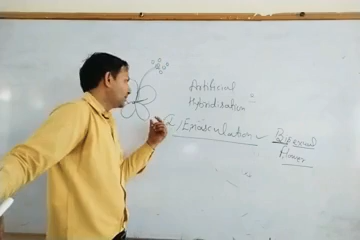 Artificial
Hybridisation :
a) Emasculation
Bisexual
Flower